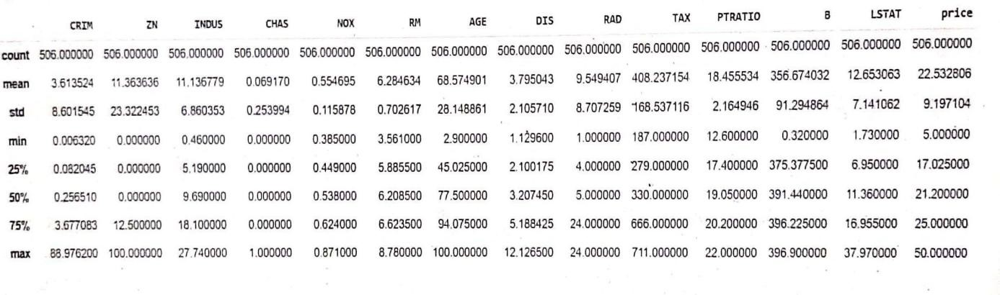 CRIM ZN INDUS CHAS NOX RM AGE DIS RAD TAX PTRATIO B LSTAT price
count 506.000000 506.000000 506.000000 506.000000 506.000000 506.000000 506.000000 506.000000 506.000000 506.000000 506.000000 506.000000 506.000000 506.000000
mean 3.613524 11.363636 11.136779 0.069170 0.554695 6.284634 68.574901 3.795043 9.549407 408.237154 18.455534 356.674032 12.653063 22.532806
std 8.601545 23.322453 6.860353 0.253994 0.115878 0.702617 28.148861 2.105710 8.707259 168.537116 2.164946 91.294864 7.141062 9.197104
min 0.006320 0.000000 0.460000 0.000000 0.385000 3.561000 2.900000 1.129600 1.000000 187.000000 12.600000 0.320000 1.730000 5.000000
25% 0.082045 0.000000 5.190000 0.000000 0.449000 5.885500 45.025000 2.100175 4.000000 279.000000 17.400000 375.377500 6.950000 17.025000
50% 0.256510 0.000000 9.690000 0.000000 0.538000 6.208500 77.500000 3.207450 5.000000 330.000000 19.050000 391.440000 11.360000 21.200000
75% 3.677083 12.500000 18.100000 0.000000 0.624000 6.623500 94.075000 5.188425 24.000000 666.000000 20.200000 396.225000 16.955000 25.000000
max 88.976200 100.000000 27.740000 1.000000 0.871000 8.780000 100.000000 12.126500 24.000000 711.000000 22.000000 396.900000 37.970000 50.000000